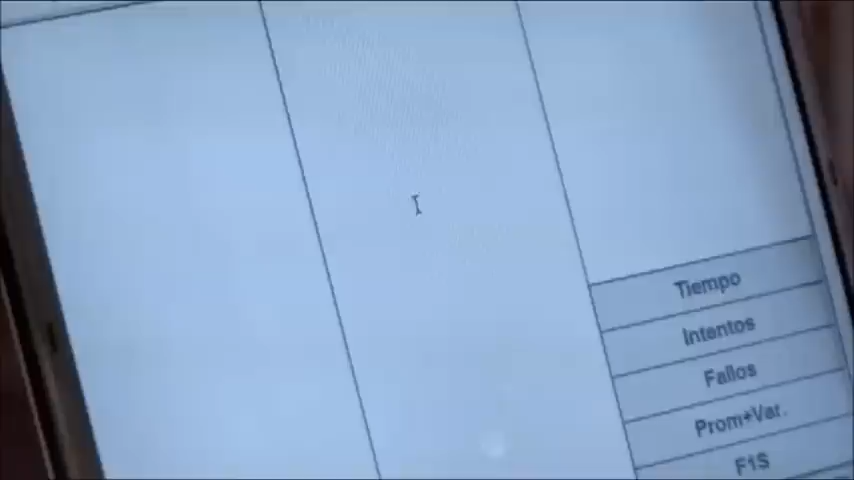 Tiempo
Intentos
Fallos
Prom+Var.
F1S